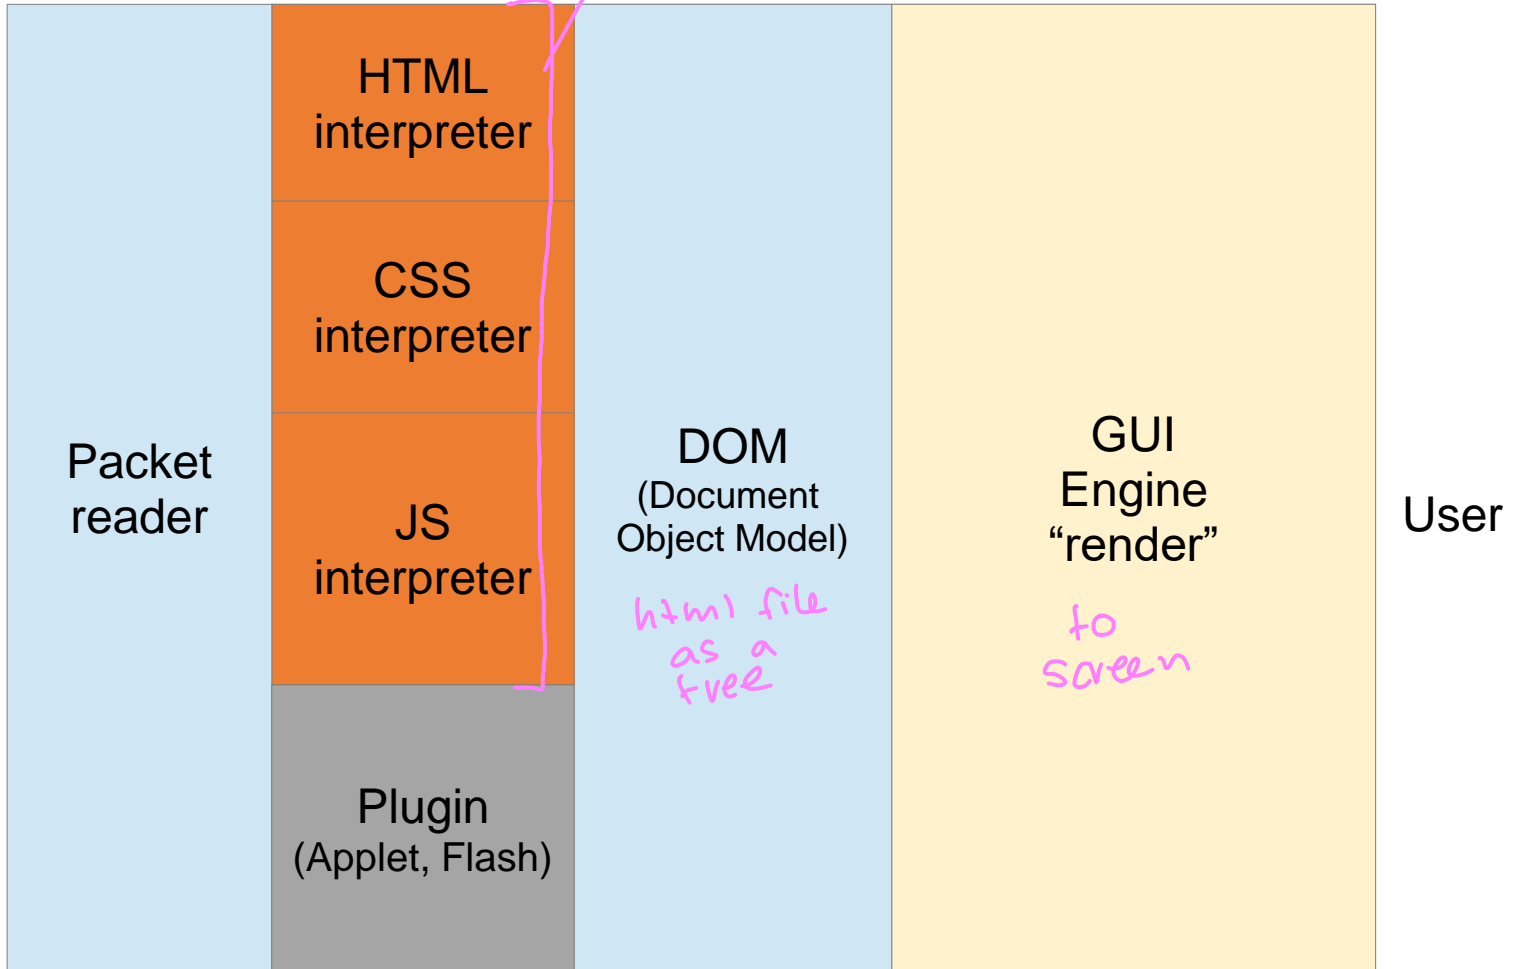 Packet
reader
HTML
interpreter
CSS
interpreter
JS
interpreter
Plugin
(Applet, Flash)
DOM
(Document
Object Model)
html file
as a
tree
GUI
Engine
“render”
to
screen
User